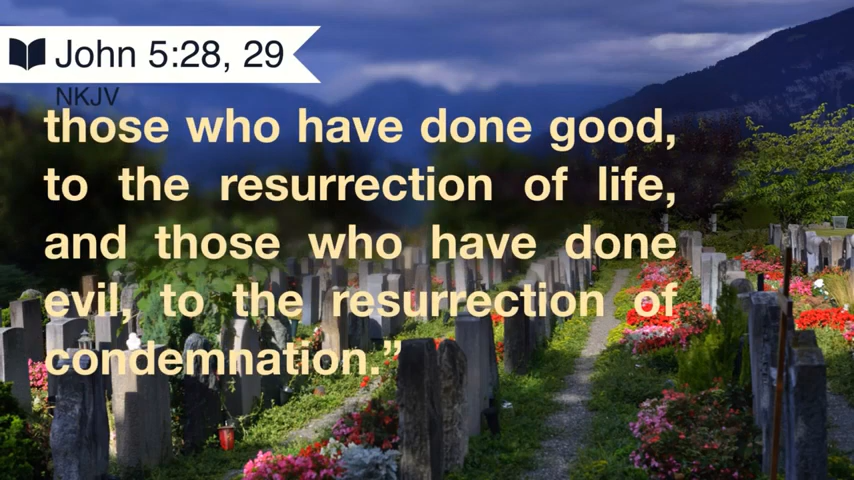 John 5:28, 29
NKJV
those who have done good,
to the resurrection of life,
and those who have done
evil, to the resurrection of
condemnation.”